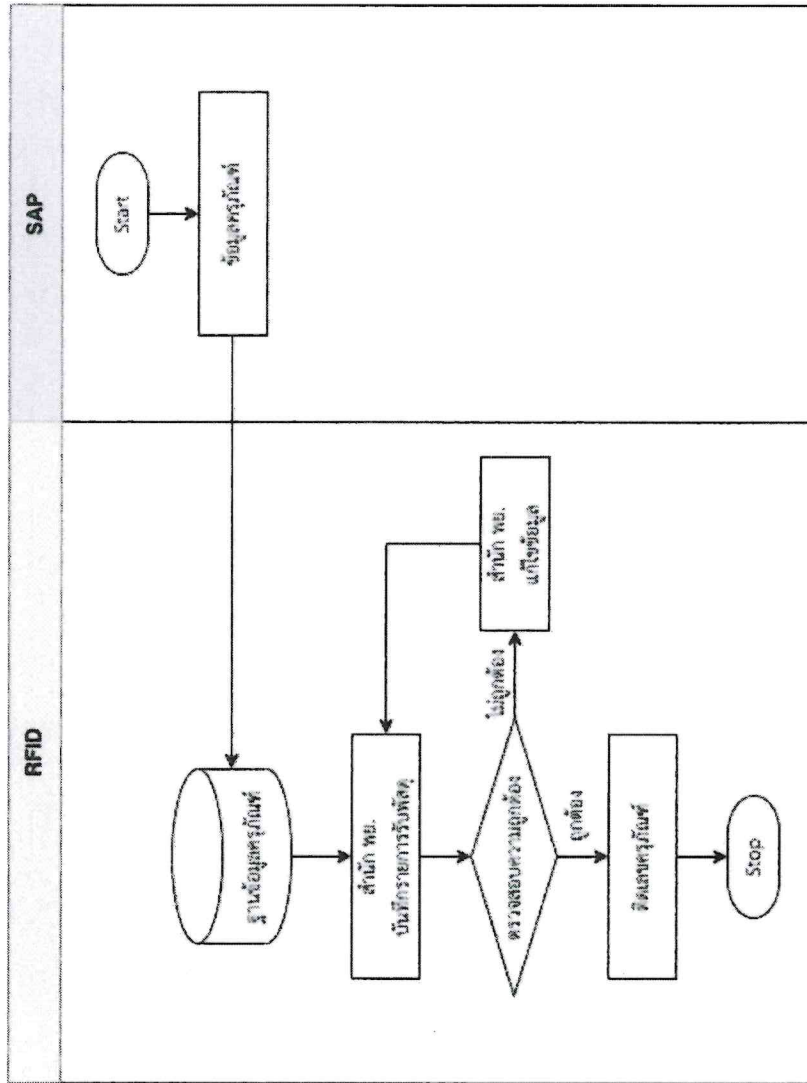 RFID
SAP
Start
ข้อมูลครุภัณฑ์
ฐานข้อมูลครุภัณฑ์
สำนัก พย.
บันทึกรายการรับพัสดุ
ตรวจสอบความถูกต้อง
ไม่ถูกต้อง
สำนัก พย.
แก้ไขข้อมูล
ถูกต้อง
ติดเลขครุภัณฑ์
Stop